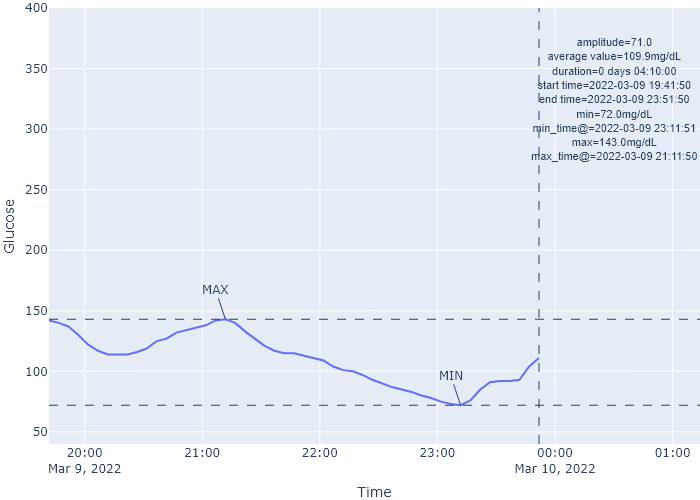 400
350
300
250
200
150
100
50
Glucose
amplitude=71.0
average value=109.9mg/dL
duration=0 days 04:10:00
start time=2022-03-09 19:41:50
end time=2022-03-09 23:51:50
min=72.0mg/dL
min_time@=2022-03-09 23:11:51
max=143.0mg/dL
max_time@=2022-03-09 21:11:50
MAX
MIN
20:00 21:00 22:00 23:00 00:00 01:00
Mar 9, 2022 Mar 10, 2022
Time